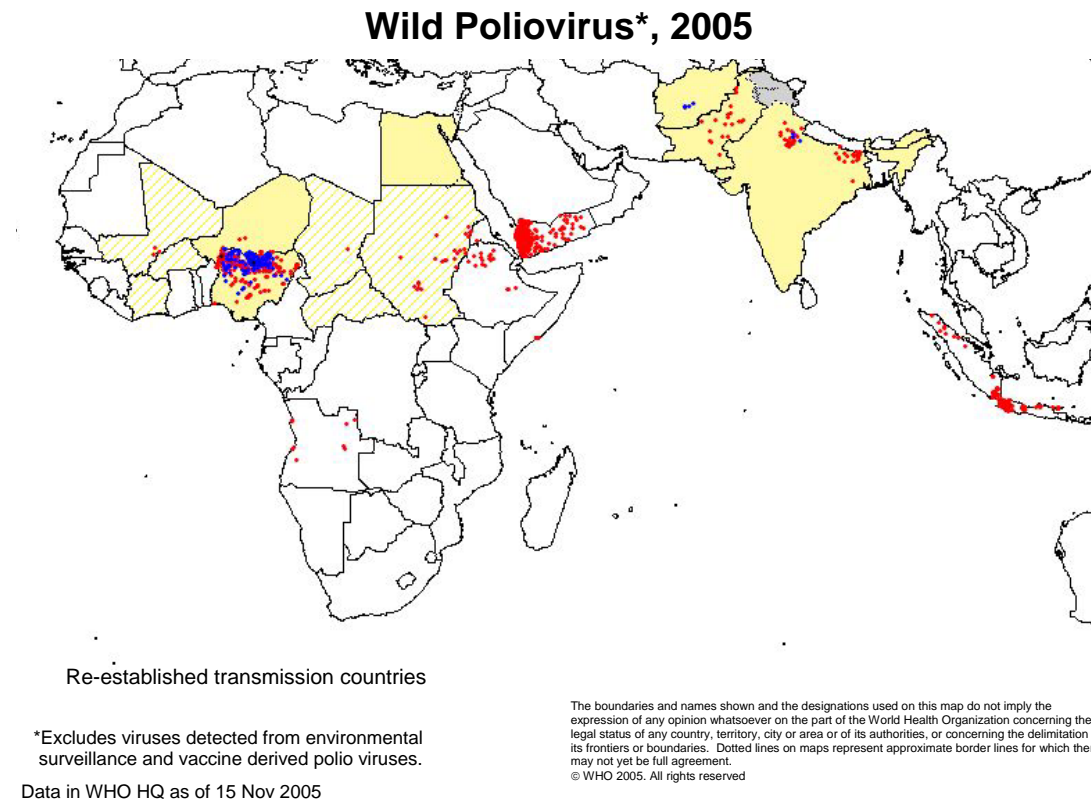 Wild Poliovirus*, 2005
Re-established transmission countries
*Excludes viruses detected from environmental
surveillance and vaccine derived polio viruses.
Data in WHO HQ as of 15 Nov 2005
The boundaries and names shown and the designations used on this map do not imply the
expression of any opinion whatsoever on the part of the World Health Organization concerning the
legal status of any country, territory, city or area or of its authorities, or concerning the delimitation
its frontiers or boundaries. Dotted lines on maps represent approximate border lines for which
may not yet be full agreement.
© WHO 2005. All rights reserved